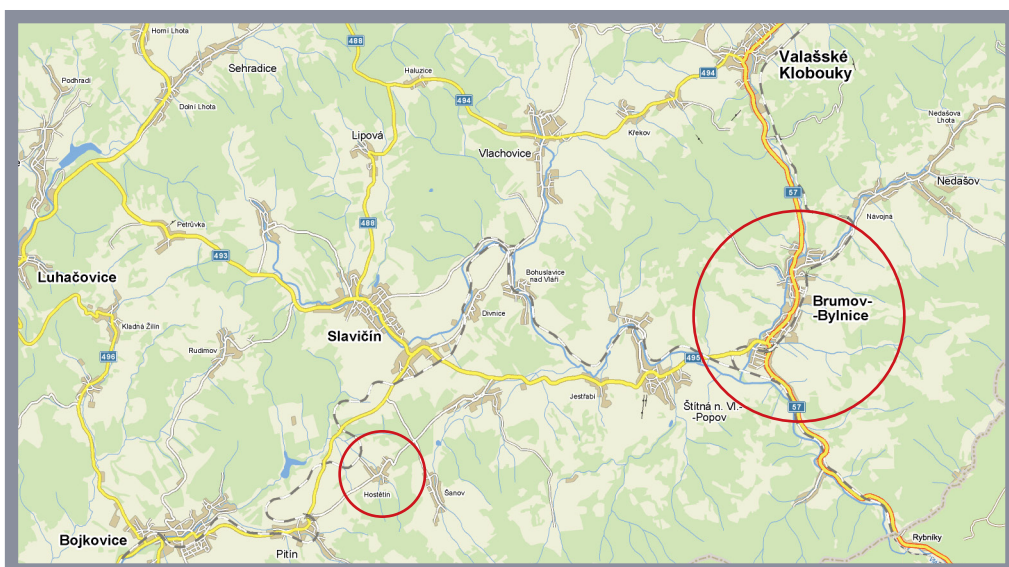 Horní Lhota
488
Valašské
Klobouky
Sehradice
Haluzice
494
Podhradí
494
Dolní Lhota
Nedašova
Lhota
Lipová
Křekov
Vlachovice
Nedašov
57
Návojná
Petrůvka
488
493
Luhačovice
Bohuslavice
nad Vláří
Brumov-
-Bylnice
Divnice
Kladná Žilín
Slavičín
Rudimov
496
495
Jestřabí
Štítná n. Vl.-
-Popov
57
Hostětín
Šanov
Bojkovice
Pitín
Rybníky